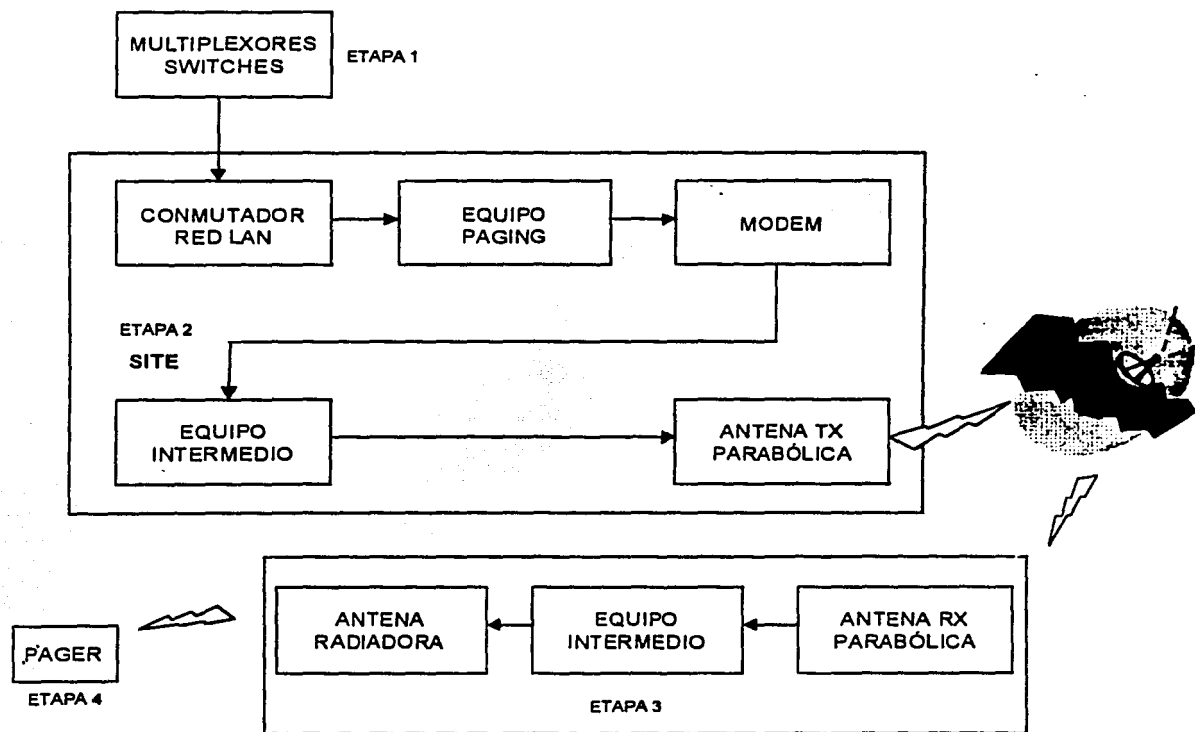 MULTIPLEXORES
SWITCHES
ETAPA 1
CONMUTADOR
RED LAN
EQUIPO
PAGING
MODEM
ETAPA 2
SITE
EQUIPO
INTERMEDIO
ANTENA TX
PARABÓLICA
ANTENA
RADIADORA
EQUIPO
INTERMEDIO
ANTENA RX
PARABÓLICA
PAGER
ETAPA 4
ETAPA 3